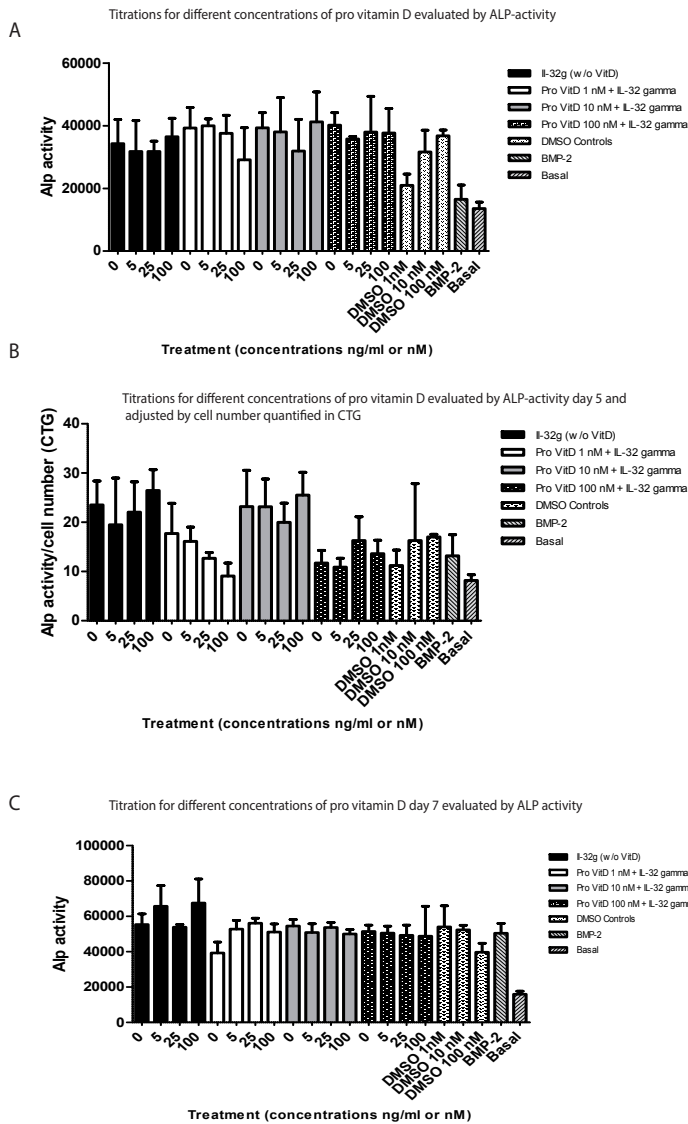 Titrations for different concentrations of pro vitamin D evaluated by ALP-activity
A
60000
40000
20000
0
Alp activity
0 5 25 100 0 5 25 100 0 5 25 100 0 5 25 100 DMSO 1nM DMSO 10 nM DMSO 100 nM BMP-2 Basal
Treatment (concentrations ng/ml or nM)
Il-32g (w/o VitD)
Pro VitD 1 nM + IL-32 gamma
Pro VitD 10 nM + IL-32 gamma
Pro VitD 100 nM + IL-32 gamma
DMSO Controls
BMP-2
Basal
B
Titrations for different concentrations of pro vitamin D evaluated by ALP-activity day 5 and
adjusted by cell number quantified in CTG
40
30
20
10
0
Alp activity/cell number (CTG)
0 5 25 100 0 5 25 100 0 5 25 100 0 5 25 100 DMSO 1nM DMSO 10 nM DMSO 100 nM BMP-2 Basal
Treatment (concentrations ng/ml or nM)
Il-32g (w/o VitD)
Pro VitD 1 nM + IL-32 gamma
Pro VitD 10 nM + IL-32 gamma
Pro VitD 100 nM + IL-32 gamma
DMSO Controls
BMP-2
Basal
C
Titration for different concentrations of pro vitamin D day 7 evaluated by ALP activity
100000
80000
60000
40000
20000
0
Alp activity
0 5 25 100 0 5 25 100 0 5 25 100 0 5 25 100 DMSO 1nM DMSO 10 nM DMSO 100 nM BMP-2 Basal
Treatment (concentrations ng/ml or nM)
Il-32g (w/o VitD)
Pro VitD 1 nM + IL-32 gamma
Pro VitD 10 nM + IL-32 gamm
Pro VitD 100 nM + IL-32 gam
DMSO Controls
BMP-2
Basal